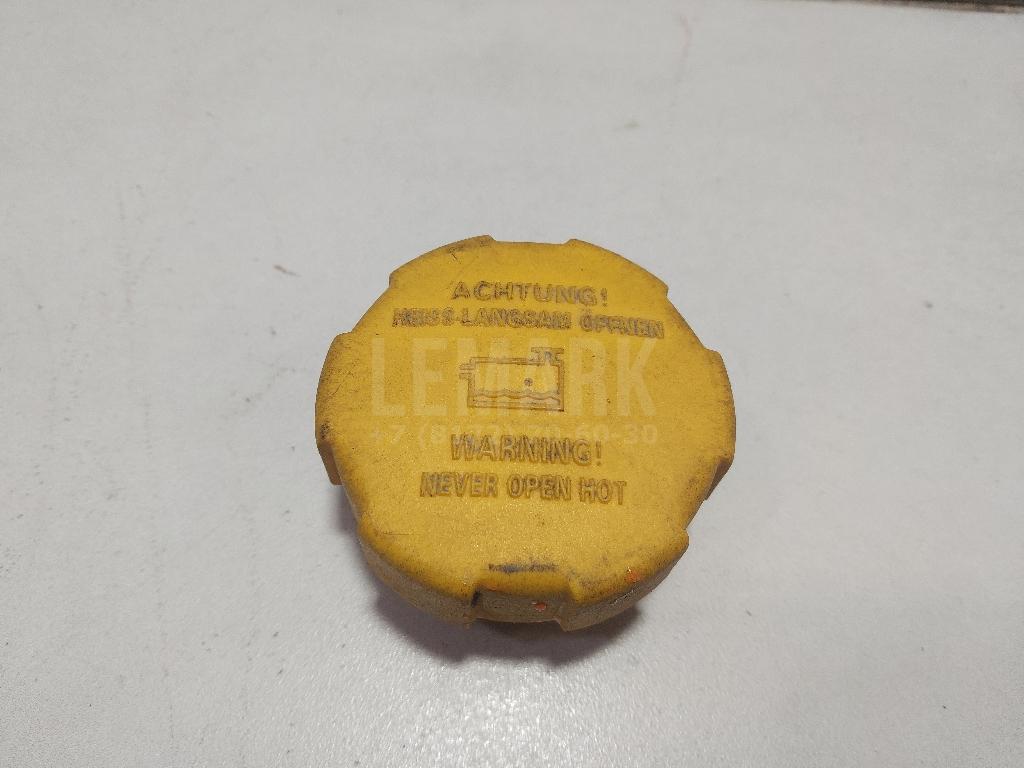 ACHTUNG!
HEISS-LANGSAM ÖFFNEN
LEMARK
WARNING!
NEVER OPEN HOT